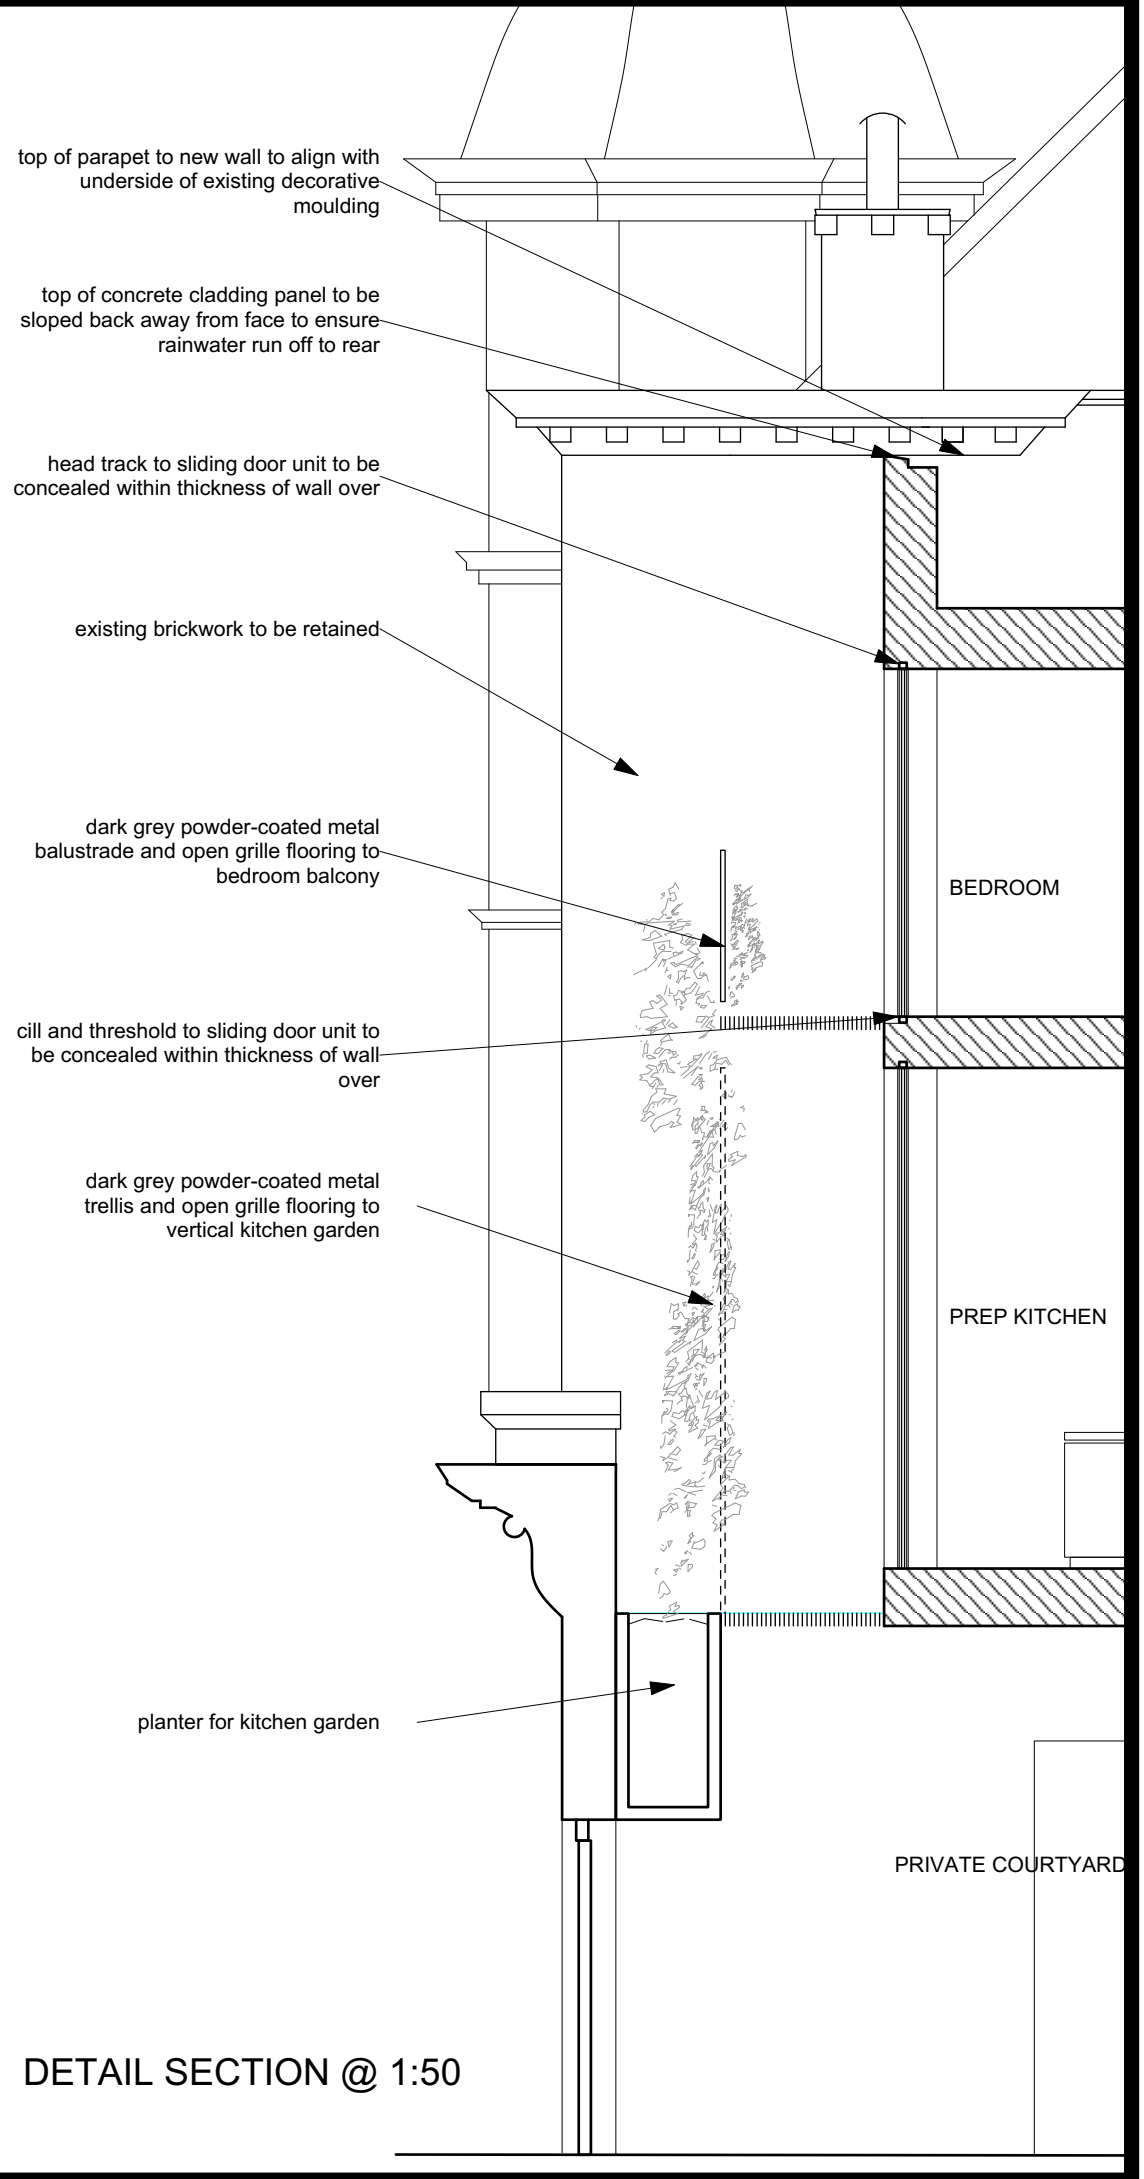 top of parapet to new wall to align with
underside of existing decorative
moulding
top of concrete cladding panel to be
sloped back away from face to ensure
rainwater run off to rear
head track to sliding door unit to be
concealed within thickness of wall over
existing brickwork to be retained
dark grey powder-coated metal
balustrade and open grille flooring to
bedroom balcony
BEDROOM
cill and threshold to sliding door unit to
be concealed within thickness of wall
over
dark grey powder-coated metal
trellis and open grille flooring to
vertical kitchen garden
PREP KITCHEN
planter for kitchen garden
PRIVATE COURTYARD
DETAIL SECTION @ 1:50